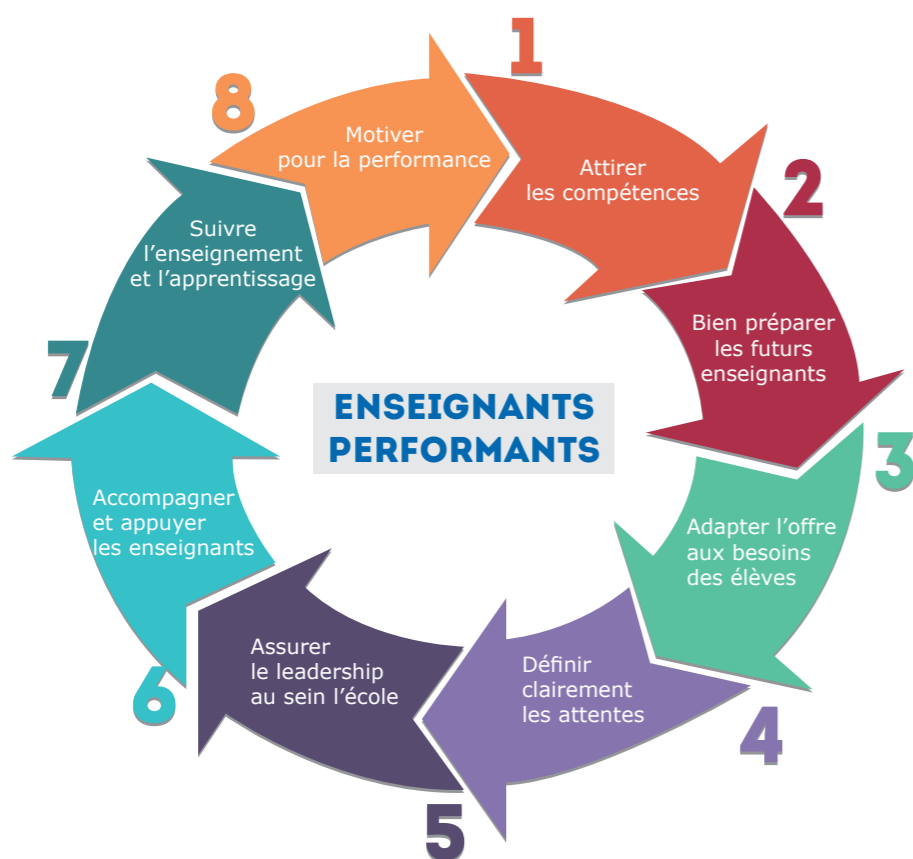 ENSEIGNANTS
PERFORMANTS
1
Attirer
les compétences
2
Bien préparer
les futurs
enseignants
3
Adapter l’offre
aux besoins
des élèves
4
Définir
clairement
les attentes
5
Assurer
le leadership
au sein l’école
6
Accompagner
et appuyer
les enseignants
7
Suivre
l’enseignement
et l’apprentissage
8
Motiver
pour la performance